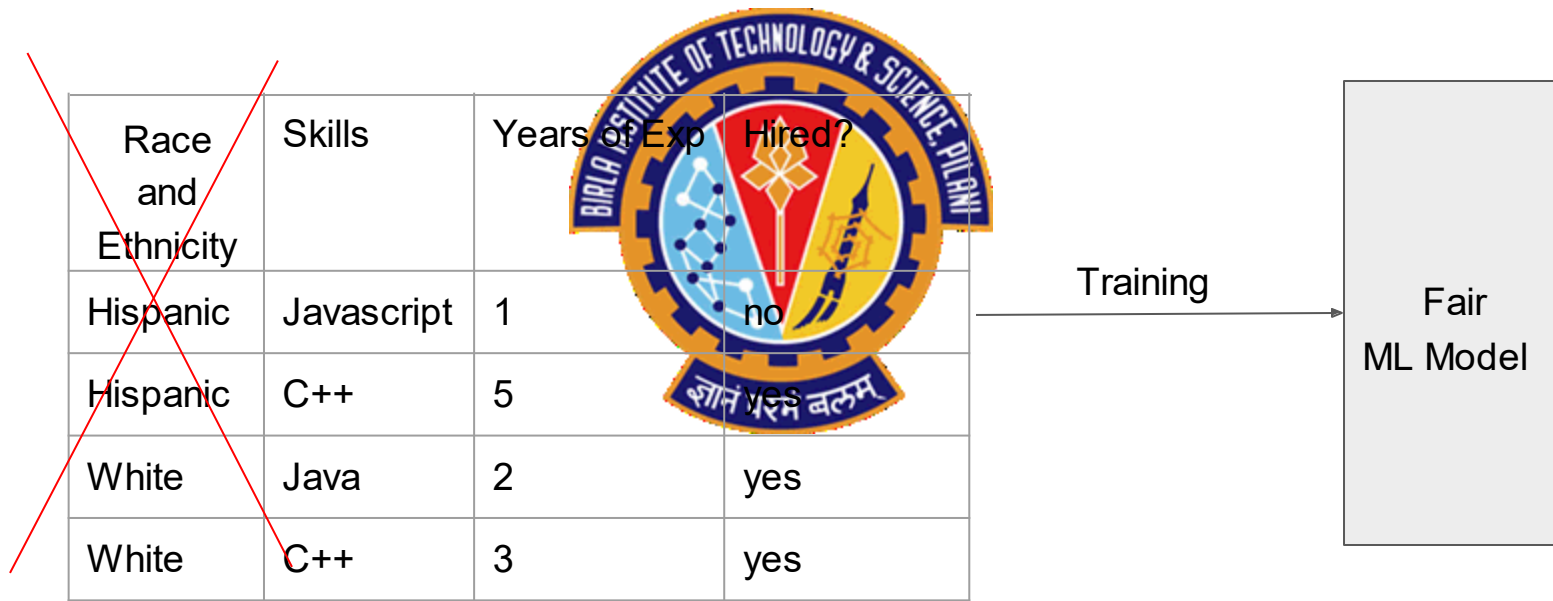 BIRLA INSTITUTE OF TECHNOLOGY & SCIENCE, PILANI
Race and Ethnicity Skills Years of Exp Hired?
Hispanic Javascript 1 no
Hispanic C++ 5 yes
White Java 2 yes
White C++ 3 yes
ज्ञानं परमं बलम्
Training
Fair
ML Model